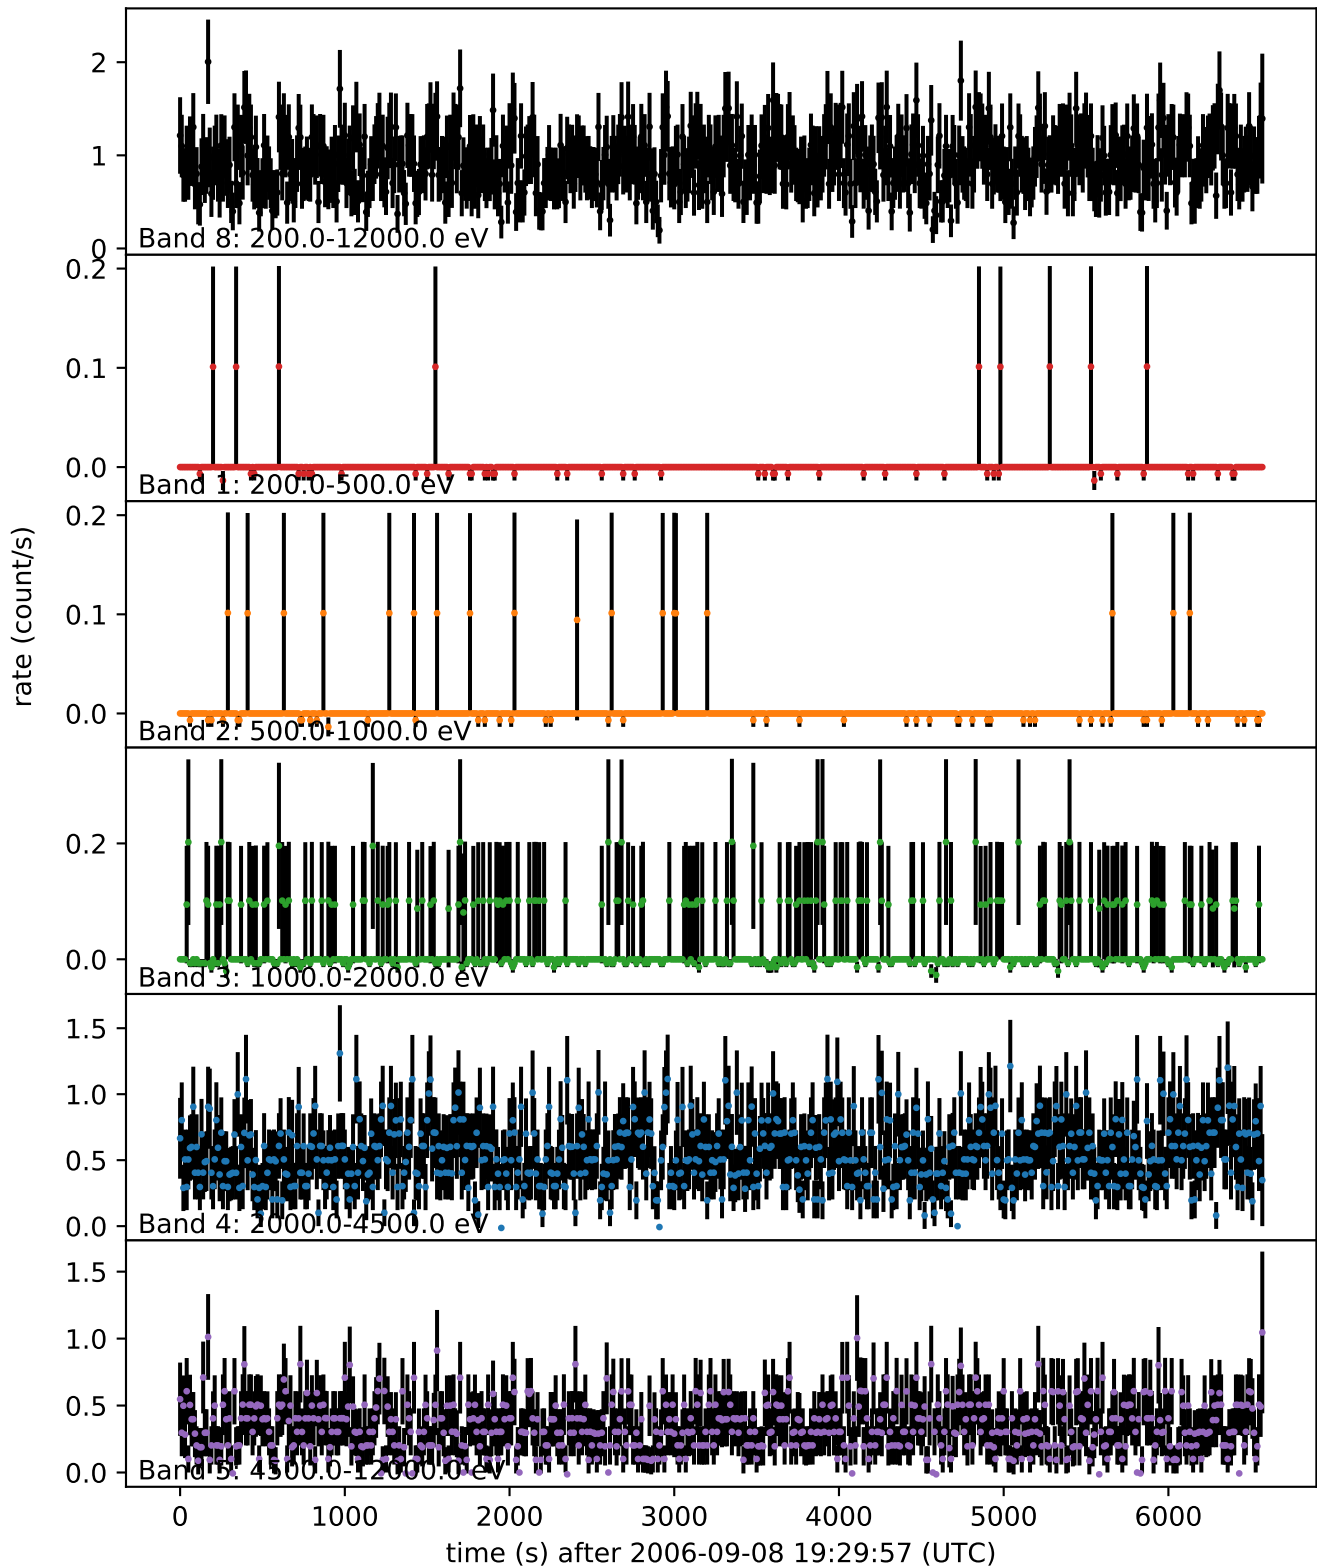 2
1
0
Band 8: 200.0-12000.0 eV
0.2
0.1
0.0
Band 1: 200.0-500.0 eV
0.2
0.1
0.0
Band 2: 500.0-1000.0 eV
rate (count/s)
0.2
0.0
Band 3: 1000.0-2000.0 eV
1.5
1.0
0.5
0.0
Band 4: 2000.0-4500.0 eV
1.5
1.0
0.5
0.0
Band 5: 4500.0-12000.0 eV
0 1000 2000 3000 4000 5000 6000
time (s) after 2006-09-08 19:29:57 (UTC)